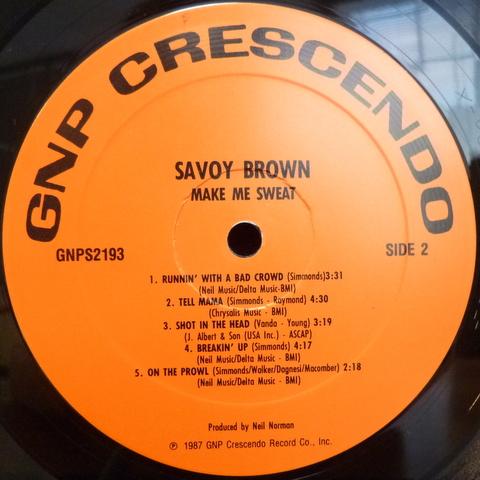 GNP CRESCENDO
SAVOY BROWN
MAKE ME SWEAT
GNPS2193
SIDE 2
1. RUNNIN' WITH A BAD CROWD (Simmonds)3:31
(Neil Music/Delta Music-BMI)
2. TELL MAMA (Simmonds - Raymond) 4:30
(Chrysalis Music - BMI)
3. SHOT IN THE HEAD (Vanda - Young) 3:19
(J. Albert & Son (USA Inc.) - ASCAP)
4. BREAKIN' UP (Simmonds) 4:17
(Neil Music/Delta Music - BMI)
5. ON THE PROWL (Simmonds/Walker/Dagnesi/Macomber) 2:18
(Neil Music/Delta Music - BMI)
Produced by Neil Norman
℗ 1987 GNP Crescendo Record Co., Inc.